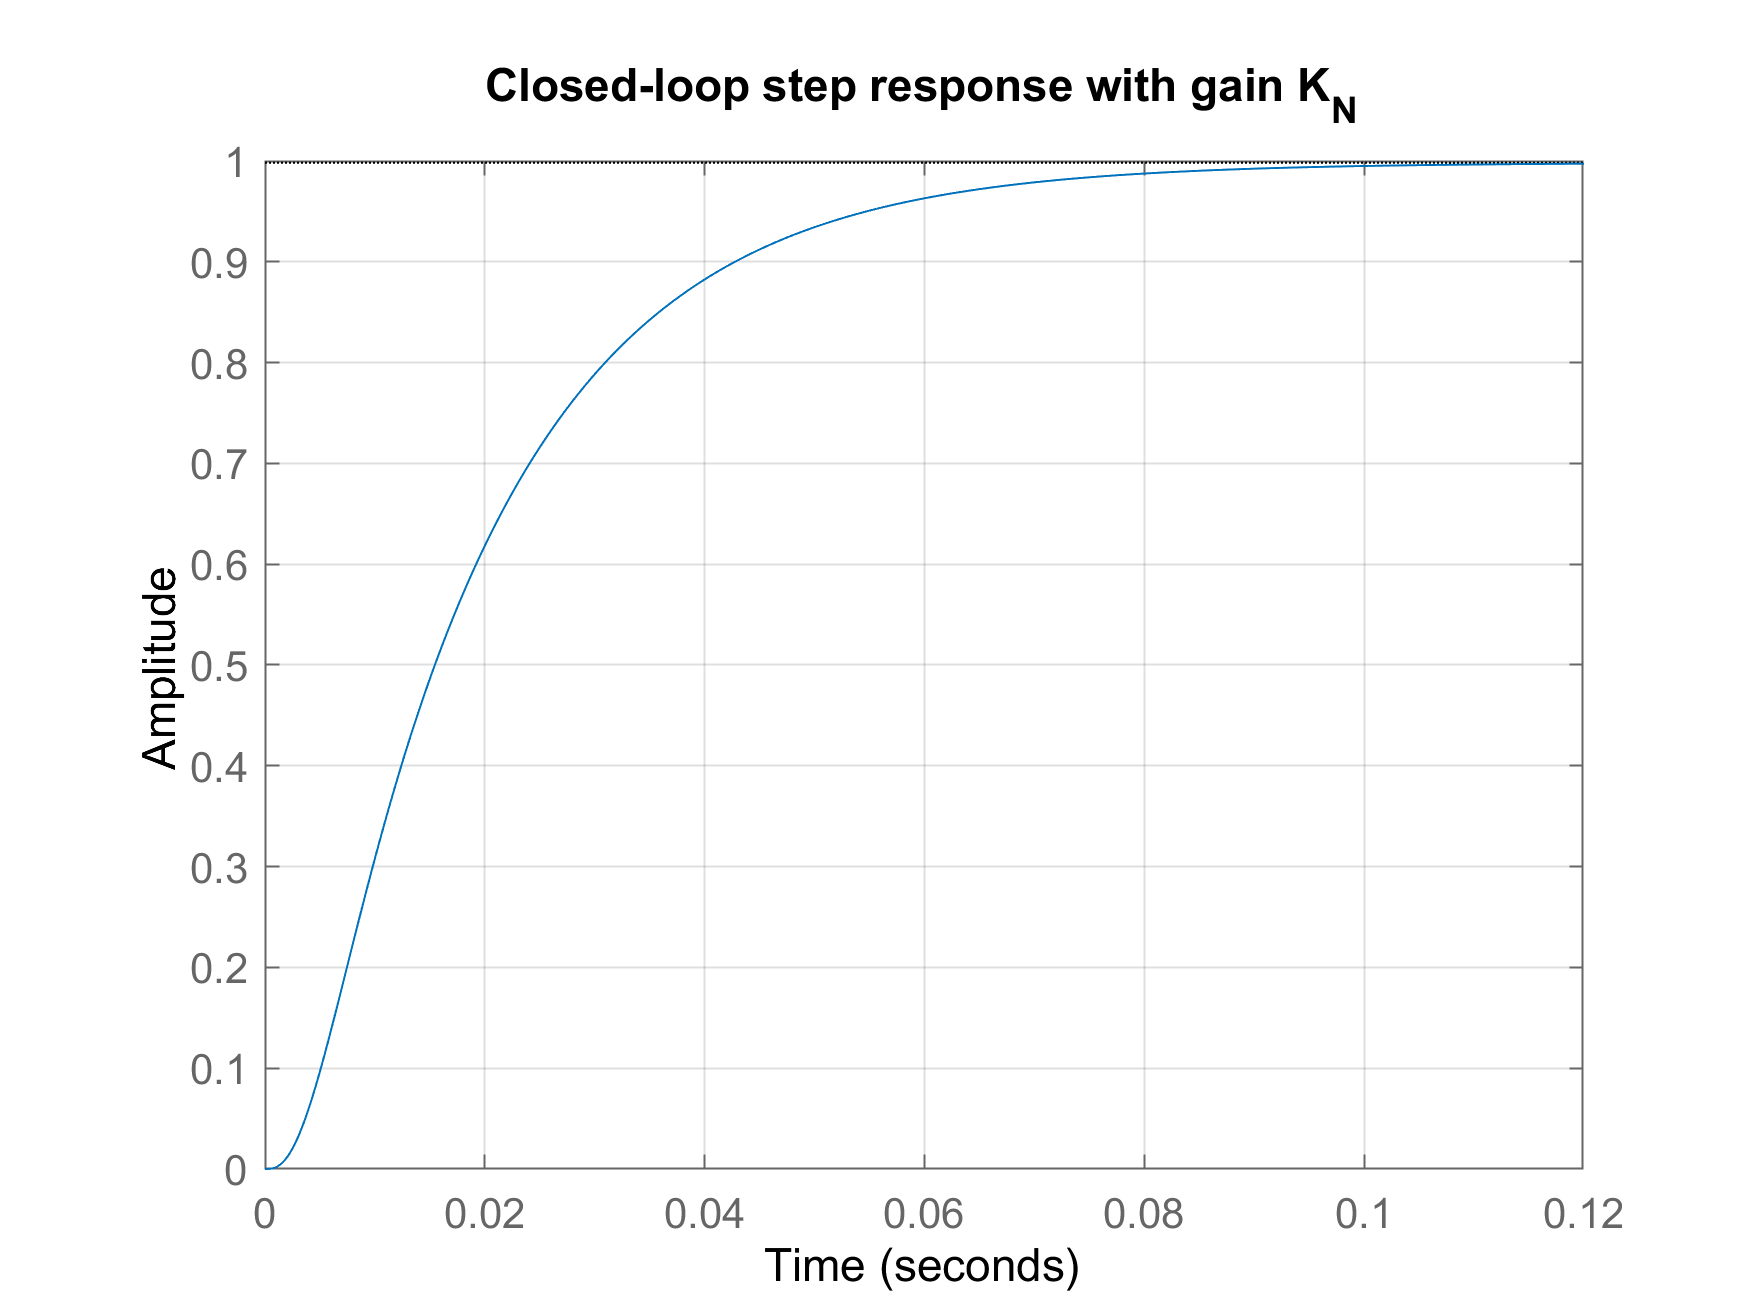 Closed-loop step response with gain K_N
1
0.9
0.8
0.7
0.6
0.5
0.4
0.3
0.2
0.1
0
Amplitude
0 0.02 0.04 0.06 0.08 0.1 0.12
Time (seconds)